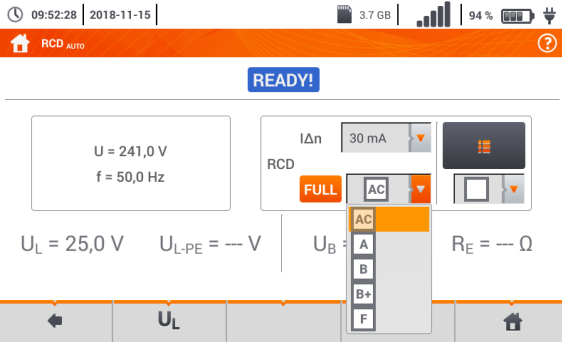 09:52:28 2018-11-15 3.7 GB 94 %
RCD AUTO ?
READY!
U = 241,0 V
f = 50,0 Hz
IΔn 30 mA
RCD
FULL AC
AC
A
B
B+
F
UL = 25,0 V UL-PE = --- V UB = RE = --- Ω
UL